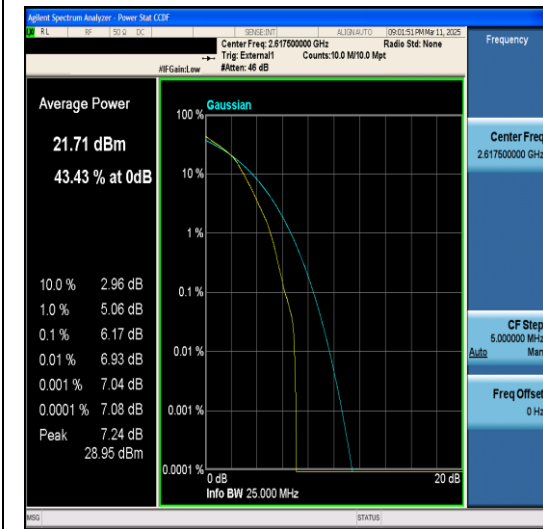 Agilent Spectrum Analyzer - Power Stat CCDF
RL RF 50 Ω DC SENSE:INT ALIGN AUTO 09:01:51 PM Mar 11, 2025
Center Freq: 2.617500000 GHz Radio Std: None
Trig: External1 Counts:10.0 M/10.0 Mpt
#IFGain:Low #Atten: 46 dB
Frequency
Average Power
21.71 dBm
43.43 % at 0dB
10.0 % 2.96 dB
1.0 % 5.06 dB
0.1 % 6.17 dB
0.01 % 6.93 dB
0.001 % 7.04 dB
0.0001 % 7.08 dB
Peak 7.24 dB
28.95 dBm
Gaussian
100 %
10 %
1 %
0.1 %
0.01 %
0.001 %
0.0001 %
0 dB 20 dB
Info BW 25.000 MHz
Center Freq
2.617500000 GHz
CF Step
5.000000 MHz
Auto Man
Freq Offset
0 Hz
MSG STATUS